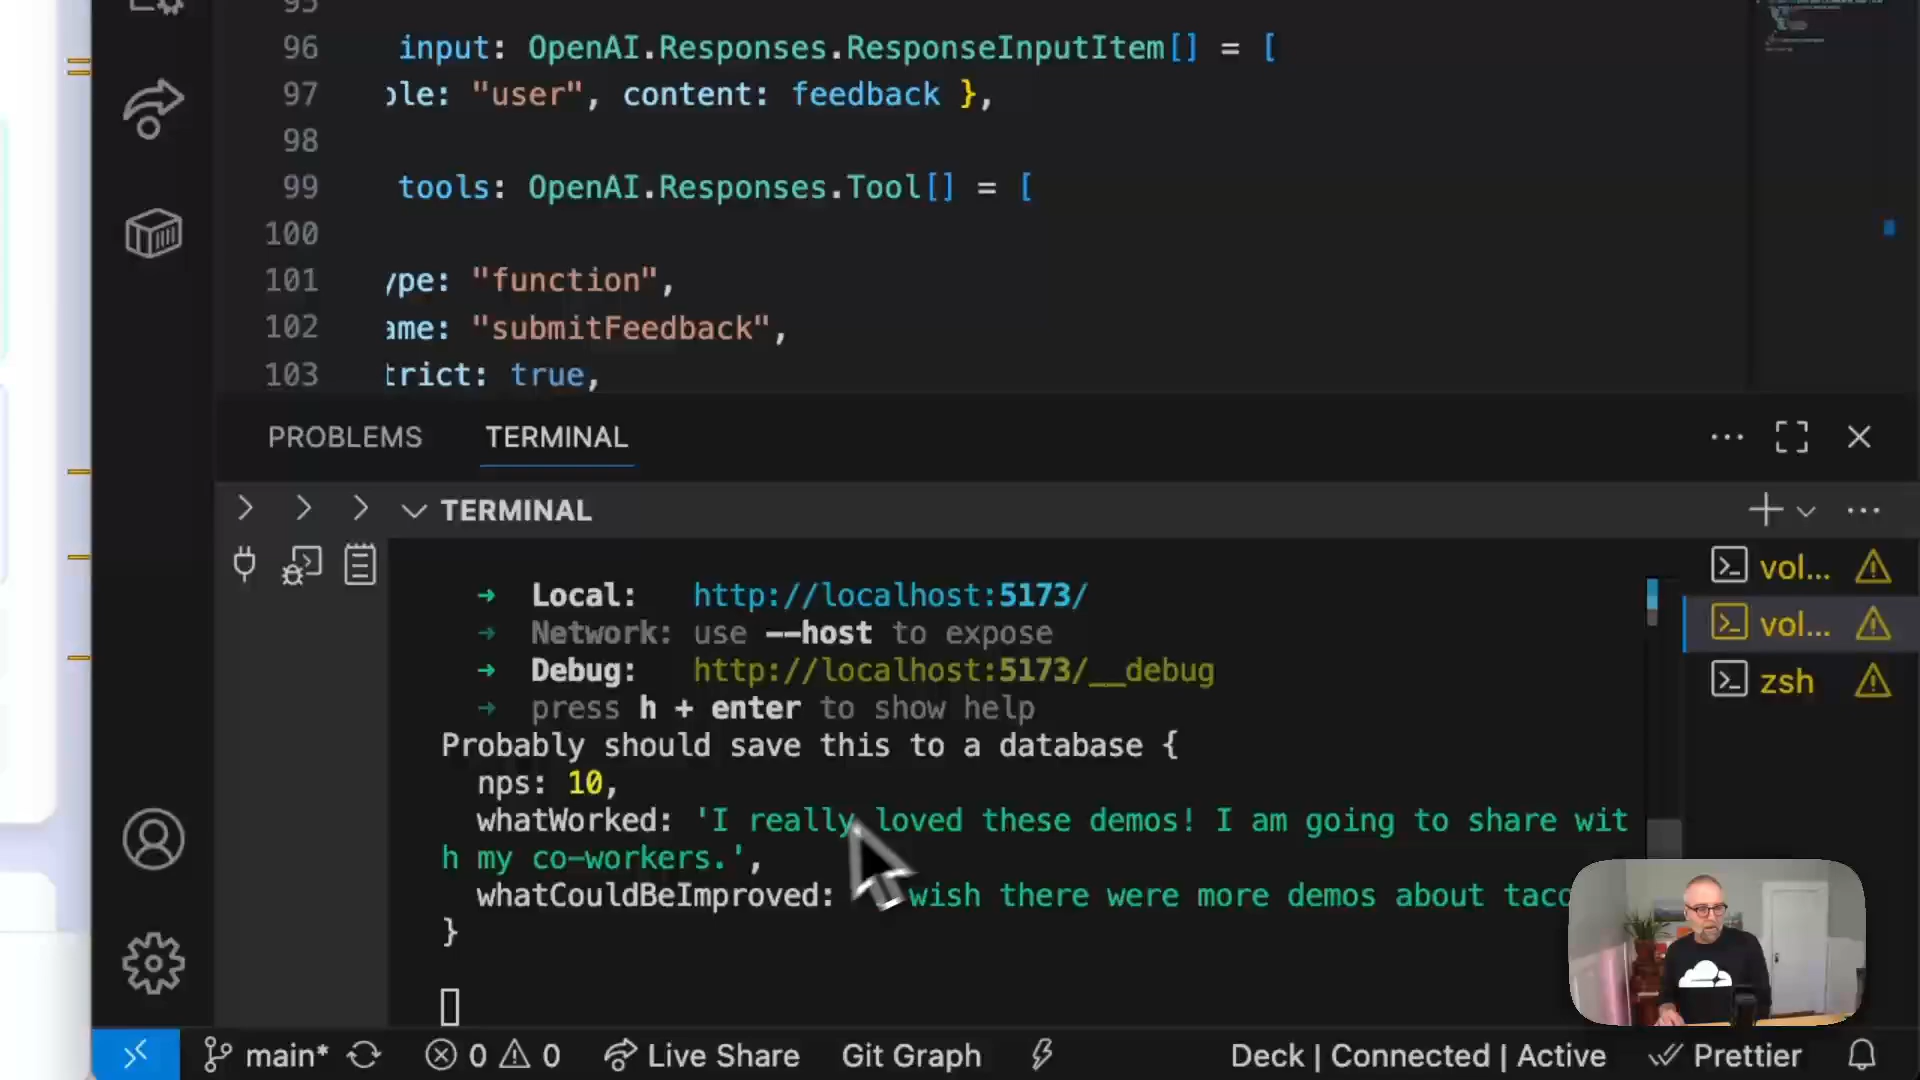 95
96 input: OpenAI.Responses.ResponseInputItem[] = [
97 ole: "user", content: feedback },
98
99 tools: OpenAI.Responses.Tool[] = [
100
101 ype: "function",
102 ame: "submitFeedback",
103 trict: true,
PROBLEMS TERMINAL
TERMINAL
➜ Local: http://localhost:5173/
➜ Network: use --host to expose
➜ Debug: http://localhost:5173/__debug
➜ press h + enter to show help
Probably should save this to a database {
nps: 10,
whatWorked: 'I really loved these demos! I am going to share wit
h my co-workers.',
whatCouldBeImproved: wish there were more demos about taco
}
vol...
vol...
zsh
main* 0 0 Live Share Git Graph Deck | Connected | Active Prettier